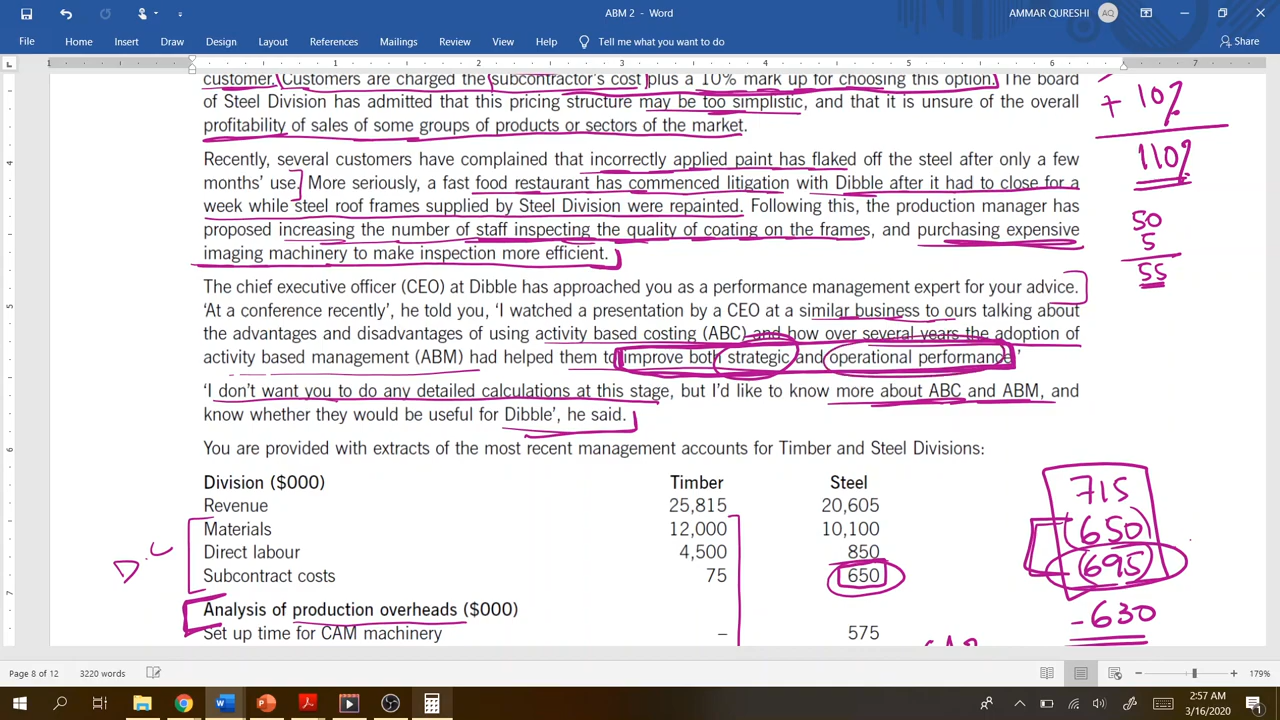 ABM 2 - Word
AMMAR QURESHI AQ
File Home Insert Draw Design Layout References Mailings Review View Help Tell me what you want to do Share
1 1 2 3 4 5 6 7
customer. Customers are charged the subcontractor's cost plus a 10% mark up for choosing this option. The board
of Steel Division has admitted that this pricing structure may be too simplistic, and that it is unsure of the overall
profitability of sales of some groups of products or sectors of the market.
Recently, several customers have complained that incorrectly applied paint has flaked off the steel after only a few
months' use. More seriously, a fast food restaurant has commenced litigation with Dibble after it had to close for a
week while steel roof frames supplied by Steel Division were repainted. Following this, the production manager has
proposed increasing the number of staff inspecting the quality of coating on the frames, and purchasing expensive
imaging machinery to make inspection more efficient.
The chief executive officer (CEO) at Dibble has approached you as a performance management expert for your advice.
'At a conference recently', he told you, 'I watched a presentation by a CEO at a similar business to ours talking about
the advantages and disadvantages of using activity based costing (ABC) and how over several years the adoption of
activity based management (ABM) had helped them to improve both strategic and operational performance.'
'I don't want you to do any detailed calculations at this stage, but I'd like to know more about ABC and ABM, and
know whether they would be useful for Dibble', he said.
You are provided with extracts of the most recent management accounts for Timber and Steel Divisions:
Division ($000) Timber Steel
Revenue 25,815 20,605
Materials 12,000 10,100
Direct labour 4,500 850
Subcontract costs 75 650
Analysis of production overheads ($000)
Set up time for CAM machinery – 575
+ 10%
110%
50
5
55
715
(650)
(695)
-630
D.C
4
5
6
7
Page 8 of 12 3220 words 179%
2:57 AM
3/16/2020